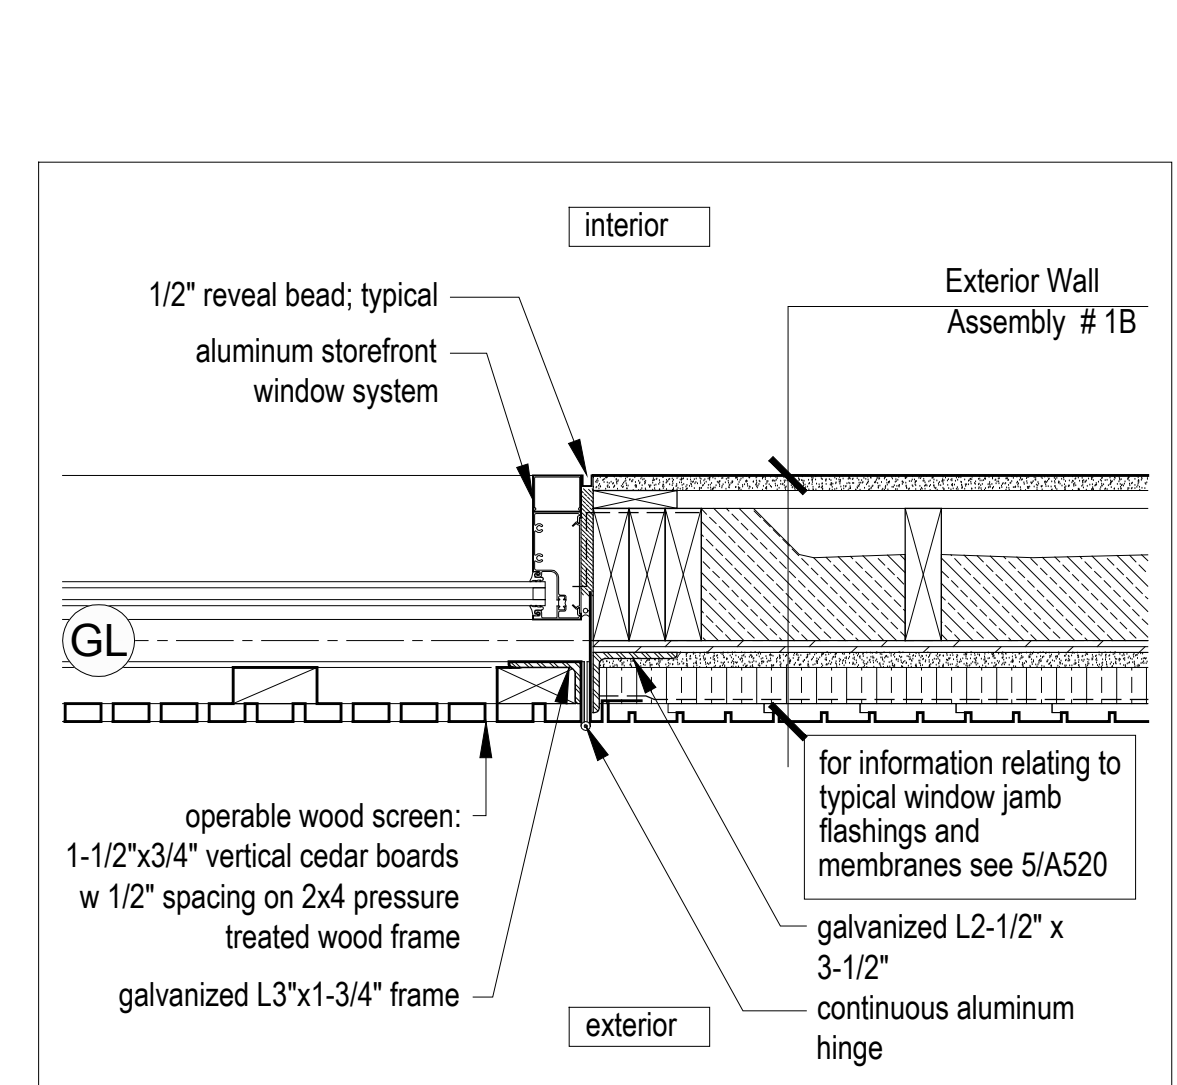 interior
1/2" reveal bead; typical
aluminum storefront
window system
Exterior Wall
Assembly # 1B
GL
for information relating to
typical window jamb
flashings and
membranes see 5/A520
operable wood screen:
1-1/2"x3/4" vertical cedar boards
w 1/2" spacing on 2x4 pressure
treated wood frame
galvanized L3"x1-3/4" frame
galvanized L2-1/2" x
3-1/2"
continuous aluminum
hinge
exterior